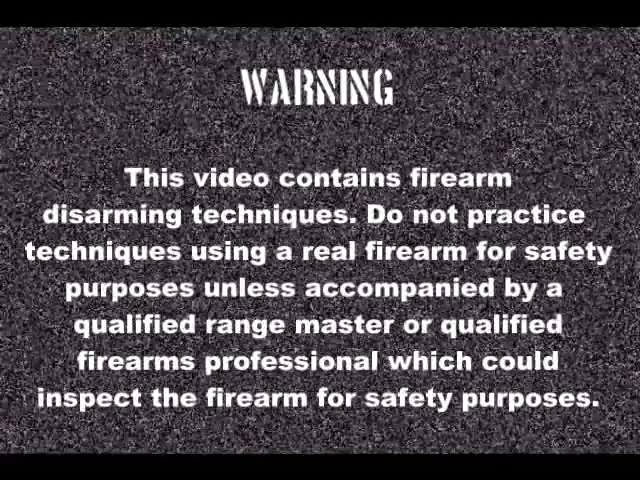 WARNING
This video contains firearm
disarming techniques. Do not practice
techniques using a real firearm for safety
purposes unless accompanied by a
qualified range master or qualified
firearms professional which could
inspect the firearm for safety purposes.